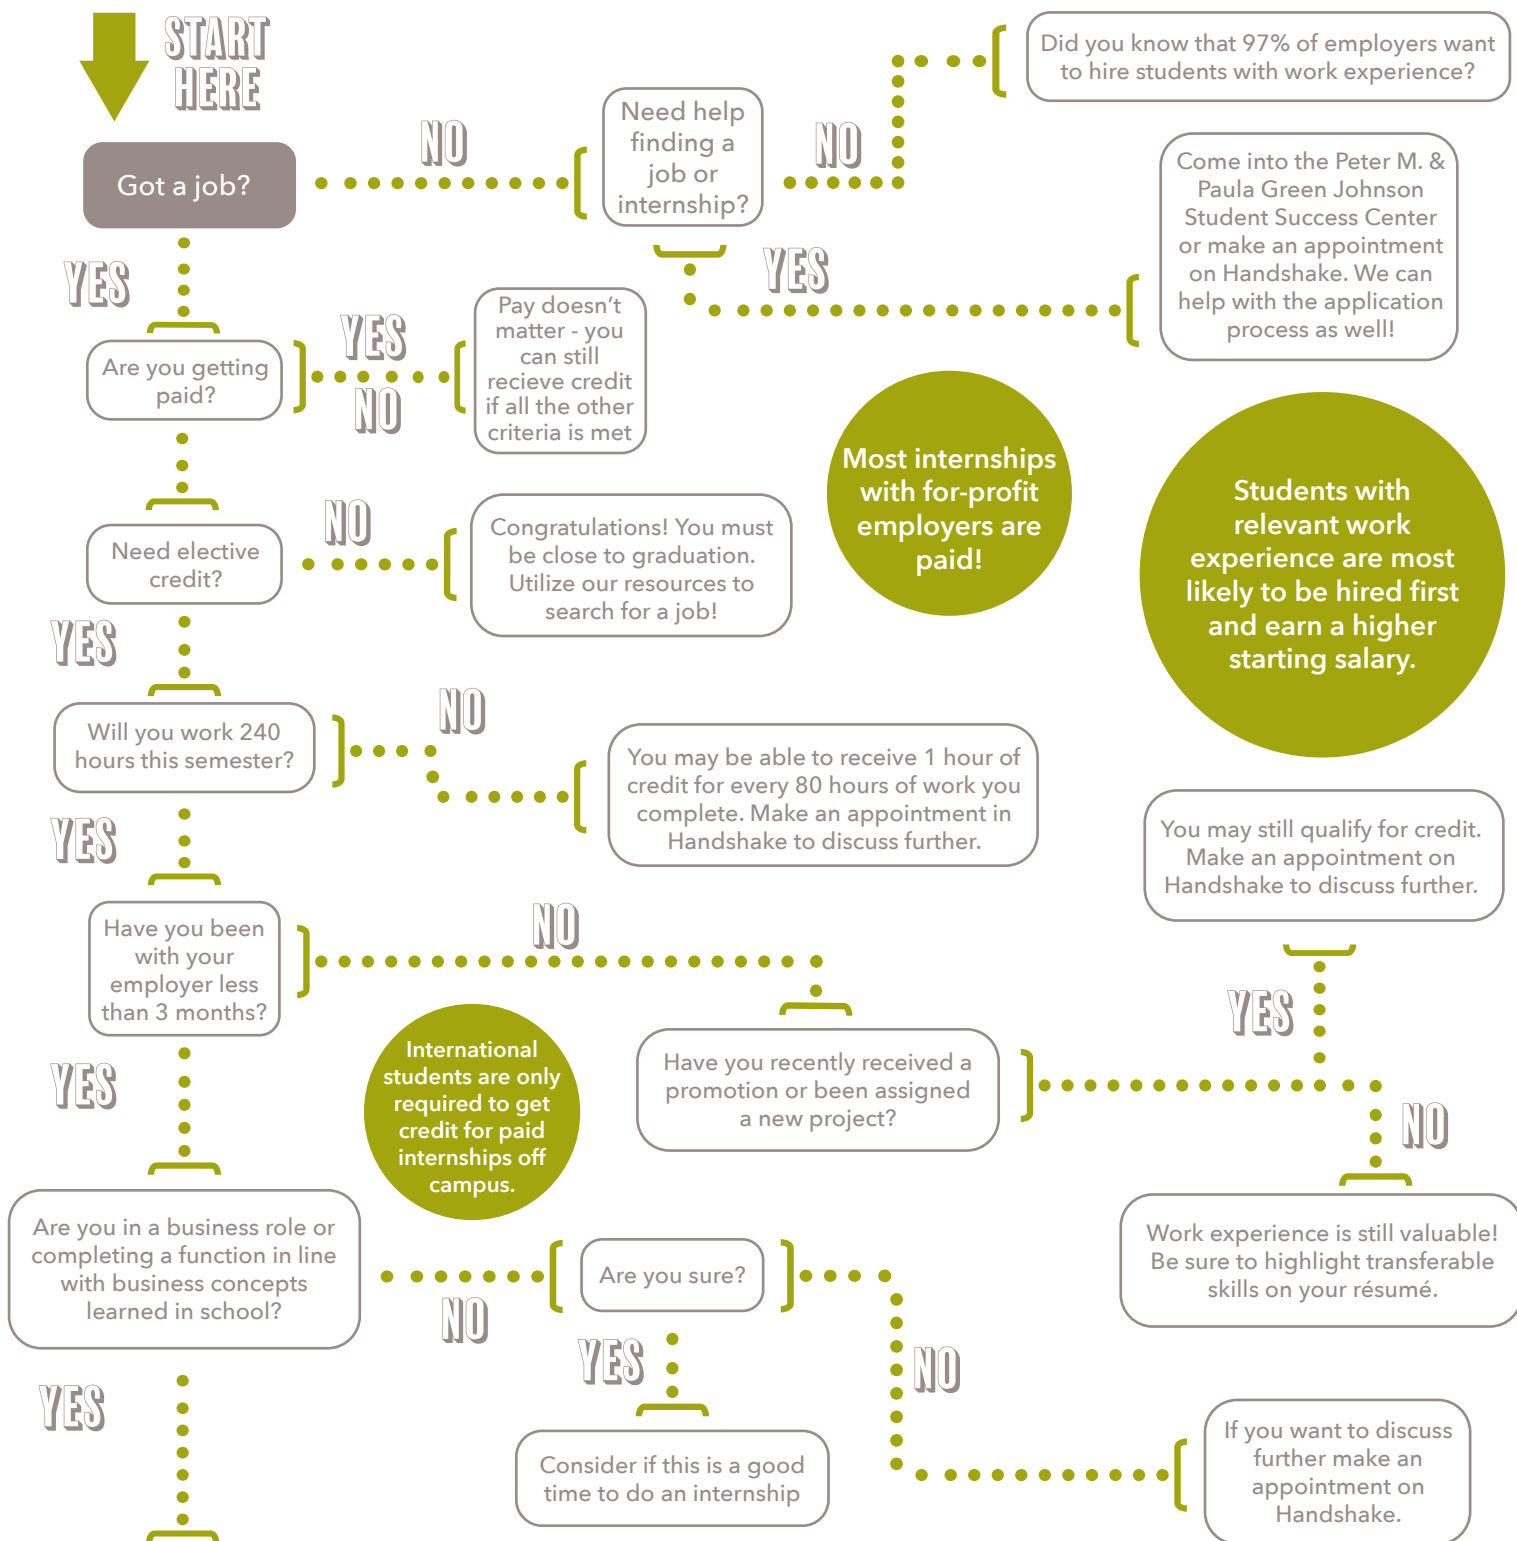 START
HERE
Got a job?
NO
Need help
finding a
job or
internship?
NO
Did you know that 97% of employers want
to hire students with work experience?
YES
Come into the Peter M. &
Paula Green Johnson
Student Success Center
or make an appointment
on Handshake. We can
help with the application
process as well!
YES
Are you getting
paid?
YES
NO
Pay doesn't
matter - you
can still
recieve credit
if all the other
criteria is met
Most internships
with for-profit
employers are
paid!
Students with
relevant work
experience are most
likely to be hired first
and earn a higher
starting salary.
Need elective
credit?
NO
Congratulations! You must
be close to graduation.
Utilize our resources to
search for a job!
YES
Will you work 240
hours this semester?
NO
You may be able to receive 1 hour of
credit for every 80 hours of work you
complete. Make an appointment in
Handshake to discuss further.
YES
Have you been
with your
employer less
than 3 months?
NO
Have you recently received a
promotion or been assigned
a new project?
YES
You may still qualify for credit.
Make an appointment on
Handshake to discuss further.
NO
Work experience is still valuable!
Be sure to highlight transferable
skills on your résumé.
International
students are only
required to get
credit for paid
internships off
campus.
YES
Are you in a business role or
completing a function in line
with business concepts
learned in school?
NO
Are you sure?
YES
Consider if this is a good
time to do an internship
NO
If you want to discuss
further make an
appointment on
Handshake.
YES